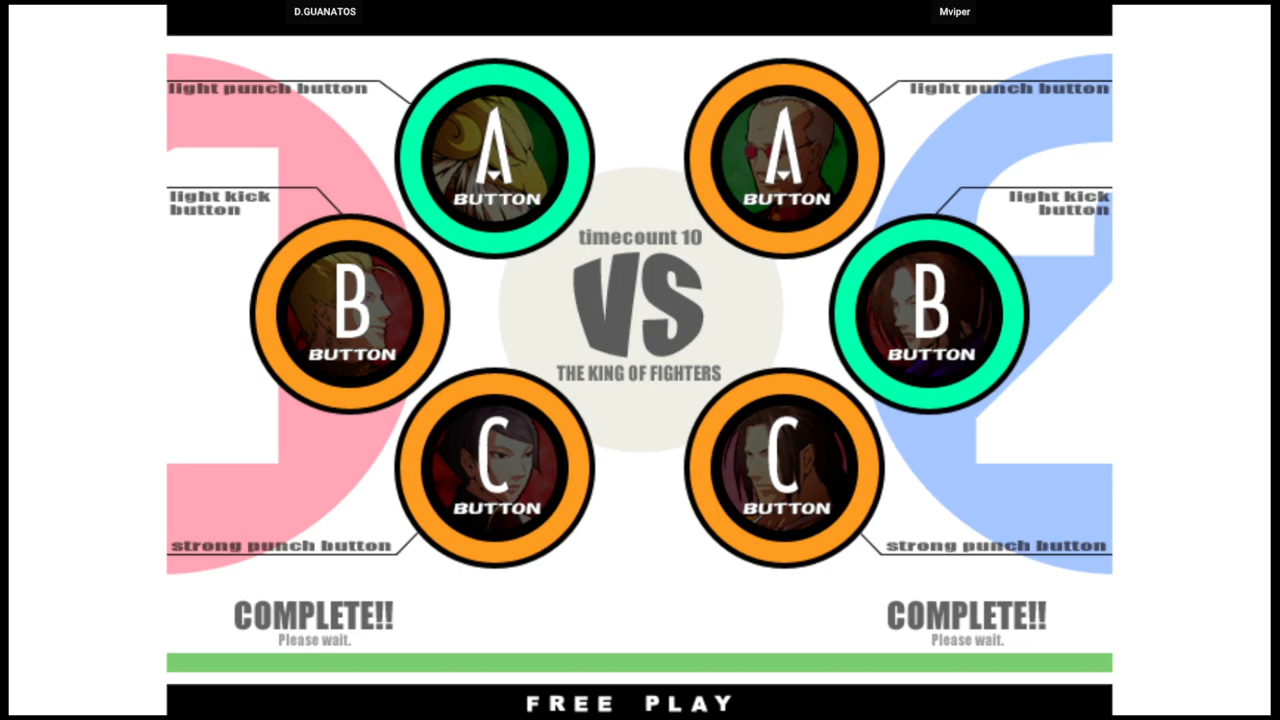 D.GUANATOS
Mviper
light punch button
light punch button
A
BUTTON
A
BUTTON
light kick
button
light kick
button
timecount 10
VS
THE KING OF FIGHTERS
B
BUTTON
B
BUTTON
C
BUTTON
C
BUTTON
strong punch button
strong punch button
COMPLETE!!
Please wait.
COMPLETE!!
Please wait.
FREE PLAY